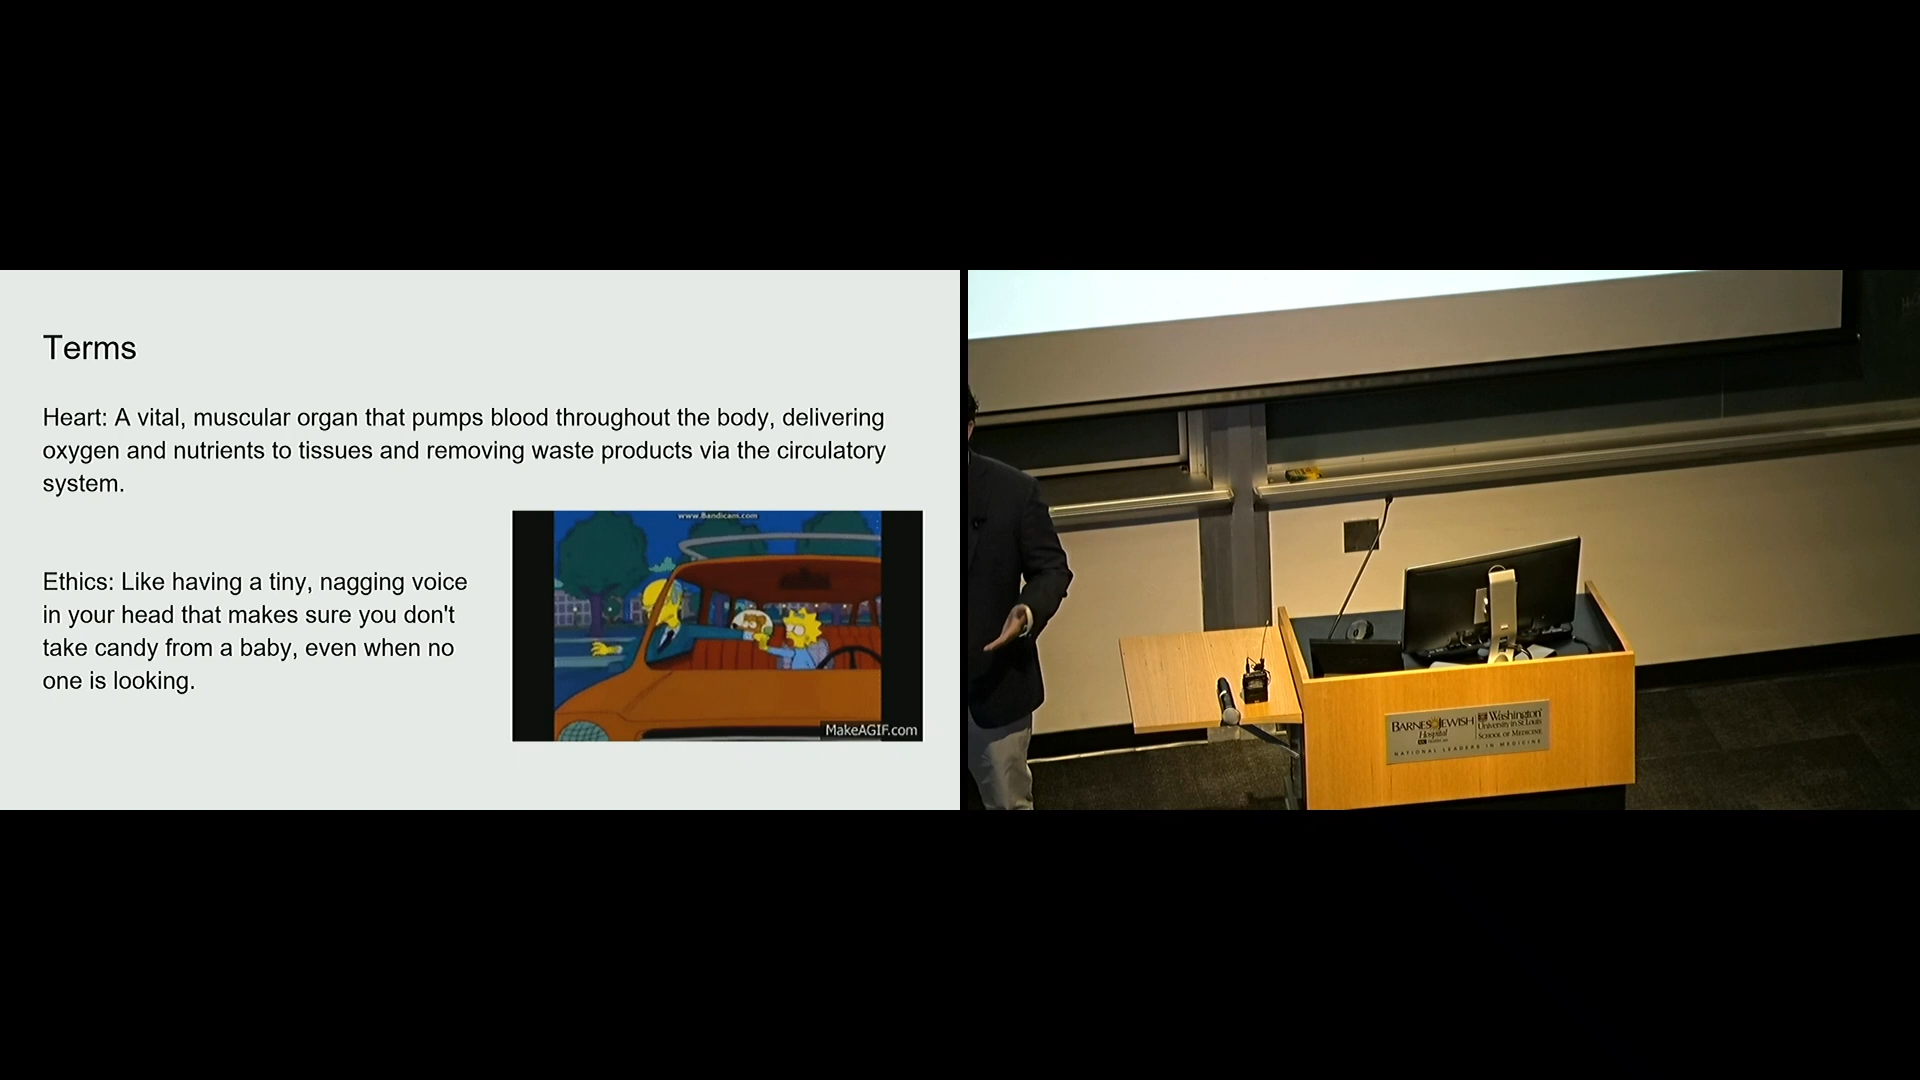 Terms
Heart: A vital, muscular organ that pumps blood throughout the body, delivering
oxygen and nutrients to tissues and removing waste products via the circulatory
system.
www.Bandicam.com
Ethics: Like having a tiny, nagging voice
in your head that makes sure you don't
take candy from a baby, even when no
one is looking.
MakeAGIF.com
BARNES JEWISH
Hospital
Washington
University in St. Louis
SCHOOL OF MEDICINE
NATIONAL LEADERS IN MEDICINE